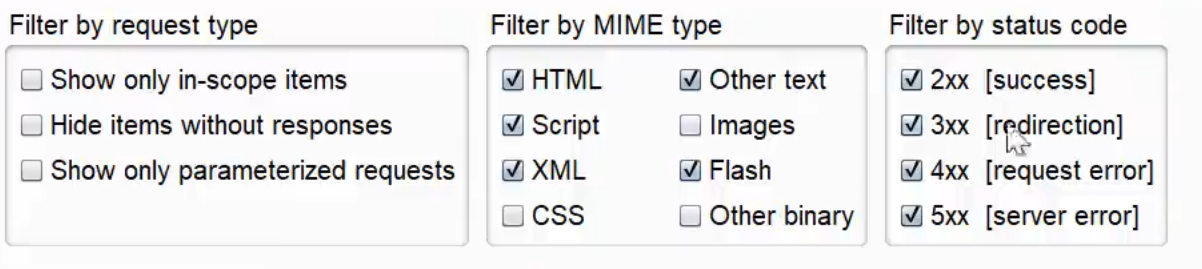 Filter by request type
Show only in-scope items
Hide items without responses
Show only parameterized requests
Filter by MIME type
HTML
Script
XML
CSS
Other text
Images
Flash
Other binary
Filter by status code
2xx [success]
3xx [redirection]
4xx [request error]
5xx [server error]